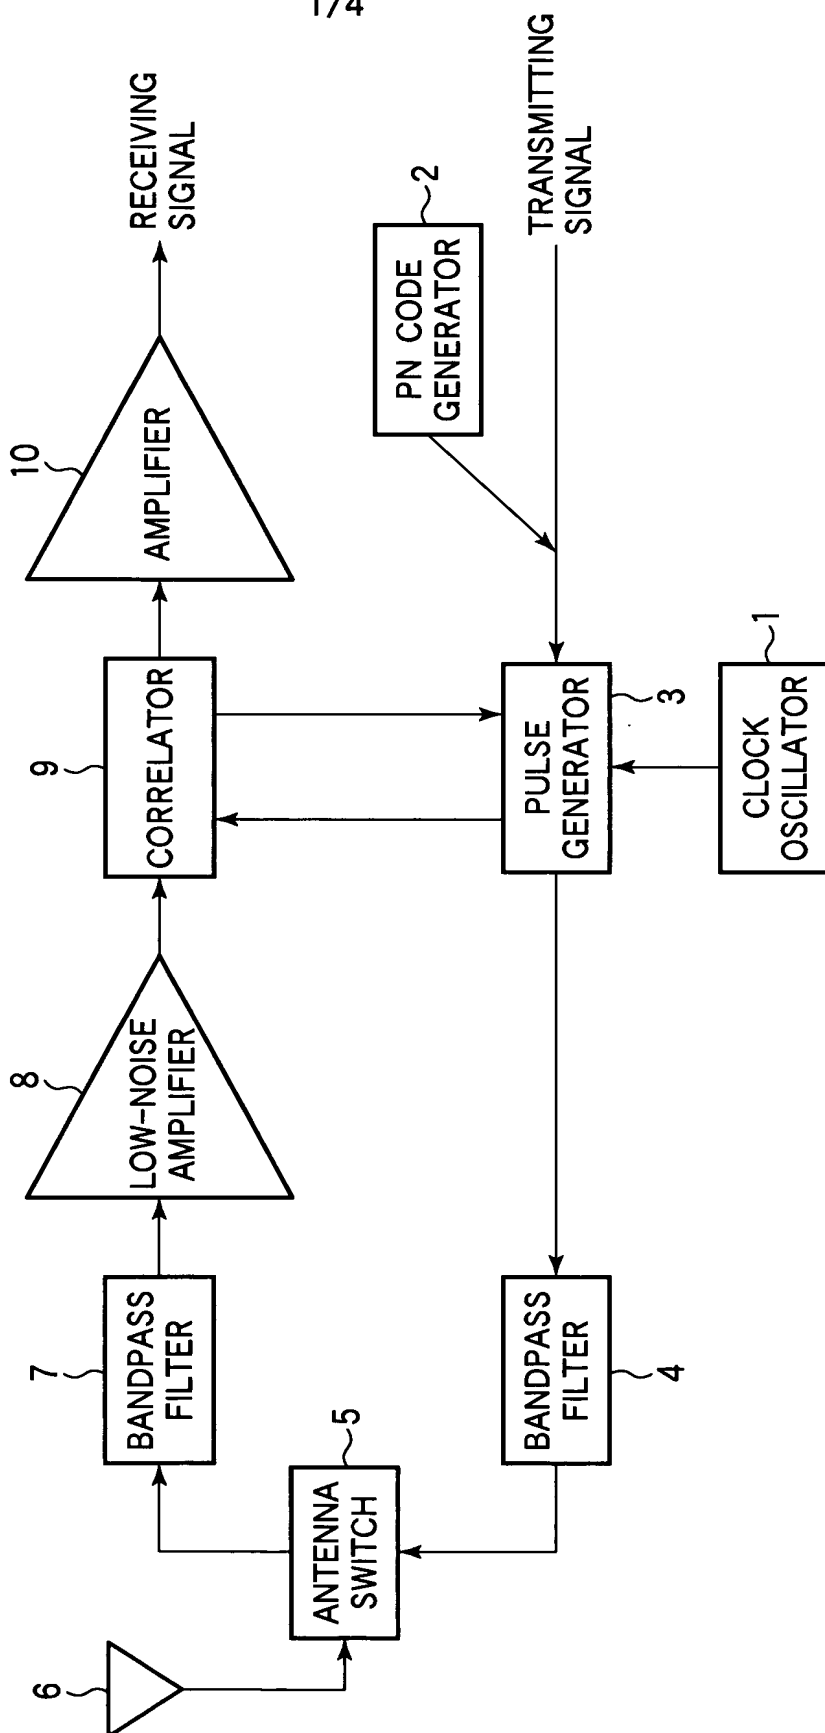 1/4
6
7
BANDPASS
FILTER
8
LOW-NOISE
AMPLIFIER
9
CORRELATOR
10
AMPLIFIER
RECEIVING
SIGNAL
ANTENNA
SWITCH
5
PN CODE
GENERATOR
2
BANDPASS
FILTER
4
PULSE
GENERATOR
3
TRANSMITTING
SIGNAL
CLOCK
OSCILLATOR
1